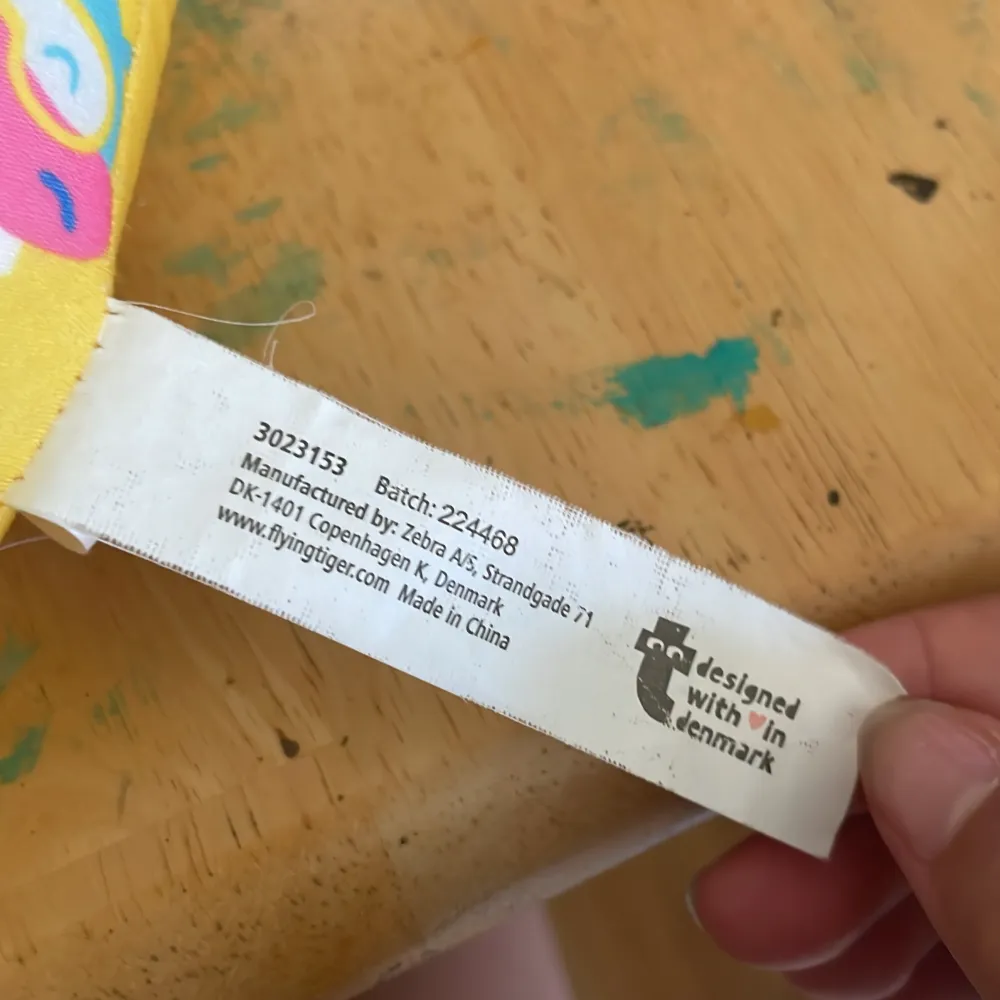 3023153 Batch: 224468
Manufactured by: Zebra A/S, Strandgade 71
DK-1401 Copenhagen K, Denmark
www.flyingtiger.com Made in China
designed
with in
denmark